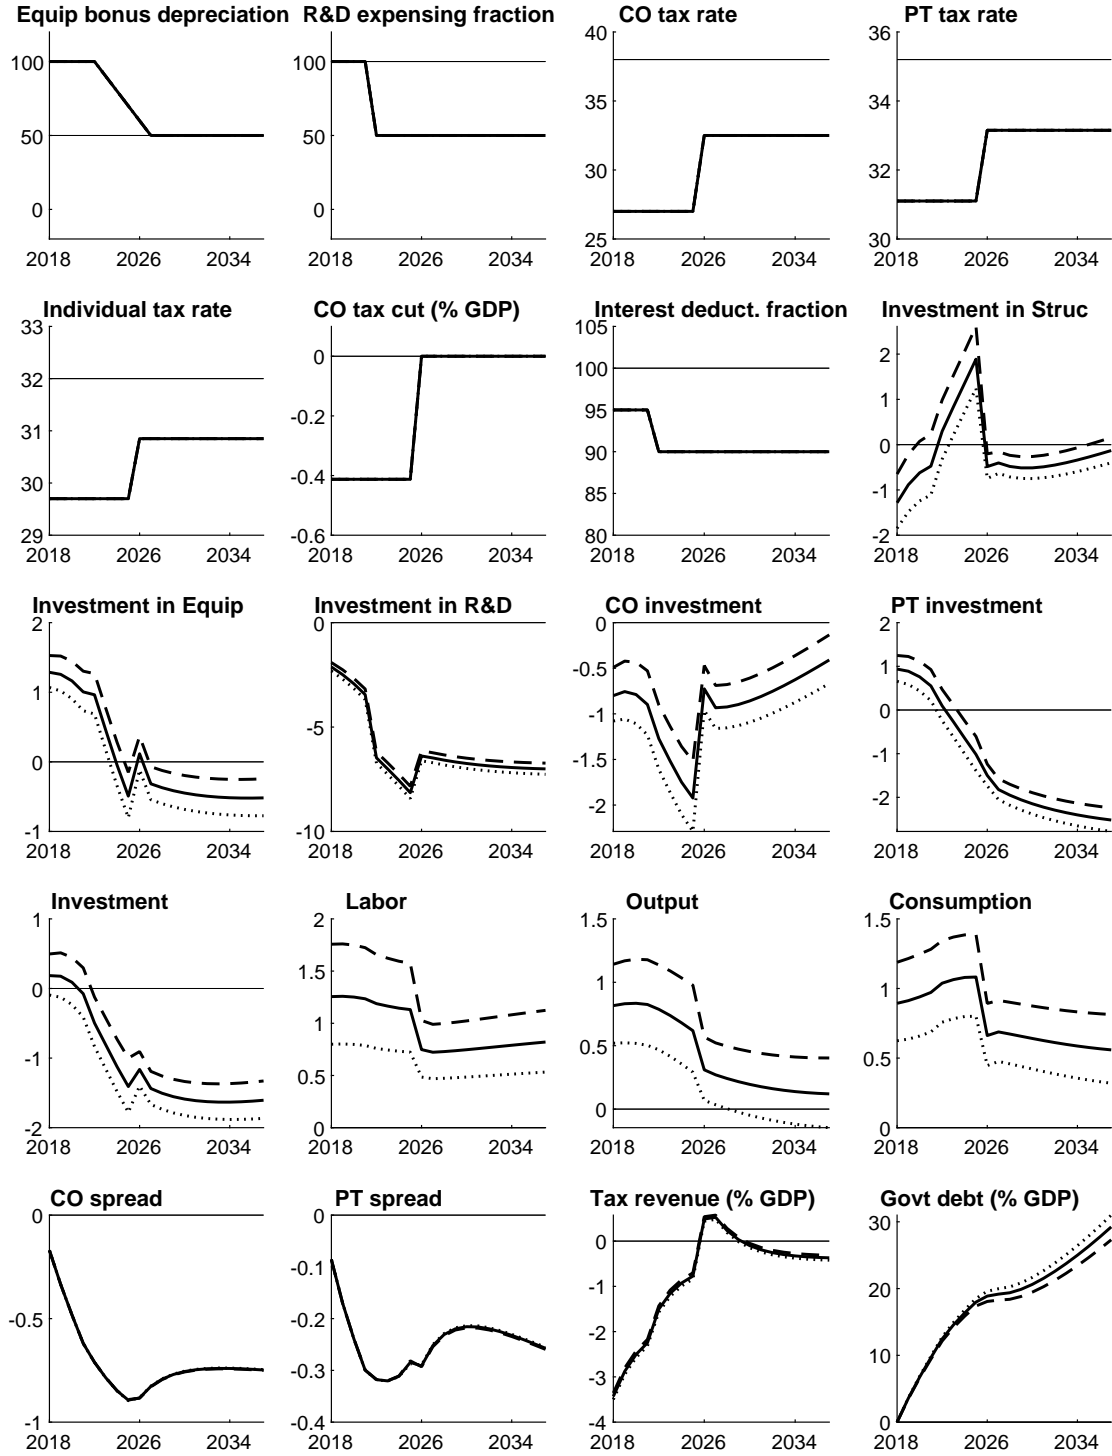 Equip bonus depreciation
100
50
0
2018 2026 2034
R&D expensing fraction
100
50
0
2018 2026 2034
CO tax rate
40
35
30
25
2018 2026 2034
PT tax rate
36
34
32
30
2018 2026 2034
Individual tax rate
33
32
31
30
29
2018 2026 2034
CO tax cut (% GDP)
0
-0.2
-0.4
-0.6
2018 2026 2034
Interest deduct. fraction
105
100
95
90
85
80
2018 2026 2034
Investment in Struc
2
1
0
-1
-2
2018 2026 2034
Investment in Equip
2
1
0
-1
2018 2026 2034
Investment in R&D
0
-5
-10
2018 2026 2034
CO investment
0
-0.5
-1
-2
2018 2026 2034
PT investment
2
1
0
-2
2018 2026 2034
Investment
1
0
-1
-2
2018 2026 2034
Labor
2
1.5
1
0.5
0
2018 2026 2034
Output
1.5
1
0.5
0
2018 2026 2034
Consumption
1.5
1
0.5
0
2018 2026 2034
CO spread
0
-0.5
-1
2018 2026 2034
PT spread
0
-0.1
-0.2
-0.3
-0.4
2018 2026 2034
Tax revenue (% GDP)
0
-1
-2
-3
-4
2018 2026 2034
Govt debt (% GDP)
30
20
10
0
2018 2026 2034